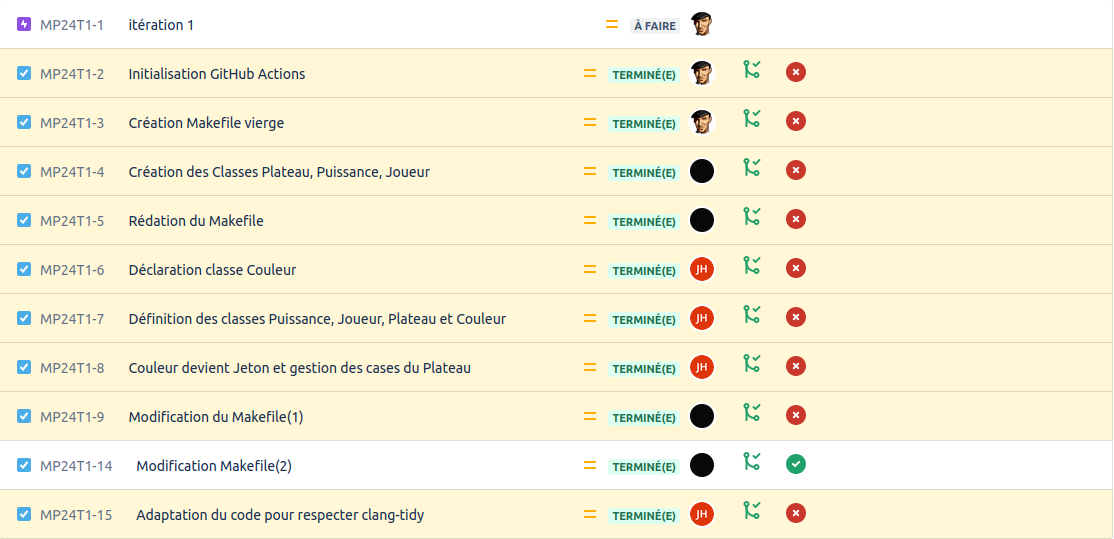 MP24T1-1 itération 1 À FAIRE
MP24T1-2 Initialisation GitHub Actions TERMINÉ(E)
MP24T1-3 Création Makefile vierge TERMINÉ(E)
MP24T1-4 Création des Classes Plateau, Puissance, Joueur TERMINÉ(E)
MP24T1-5 Rédation du Makefile TERMINÉ(E)
MP24T1-6 Déclaration classe Couleur TERMINÉ(E) JH
MP24T1-7 Définition des classes Puissance, Joueur, Plateau et Couleur TERMINÉ(E) JH
MP24T1-8 Couleur devient Jeton et gestion des cases du Plateau TERMINÉ(E) JH
MP24T1-9 Modification du Makefile(1) TERMINÉ(E)
MP24T1-14 Modification Makefile(2) TERMINÉ(E)
MP24T1-15 Adaptation du code pour respecter clang-tidy TERMINÉ(E) JH